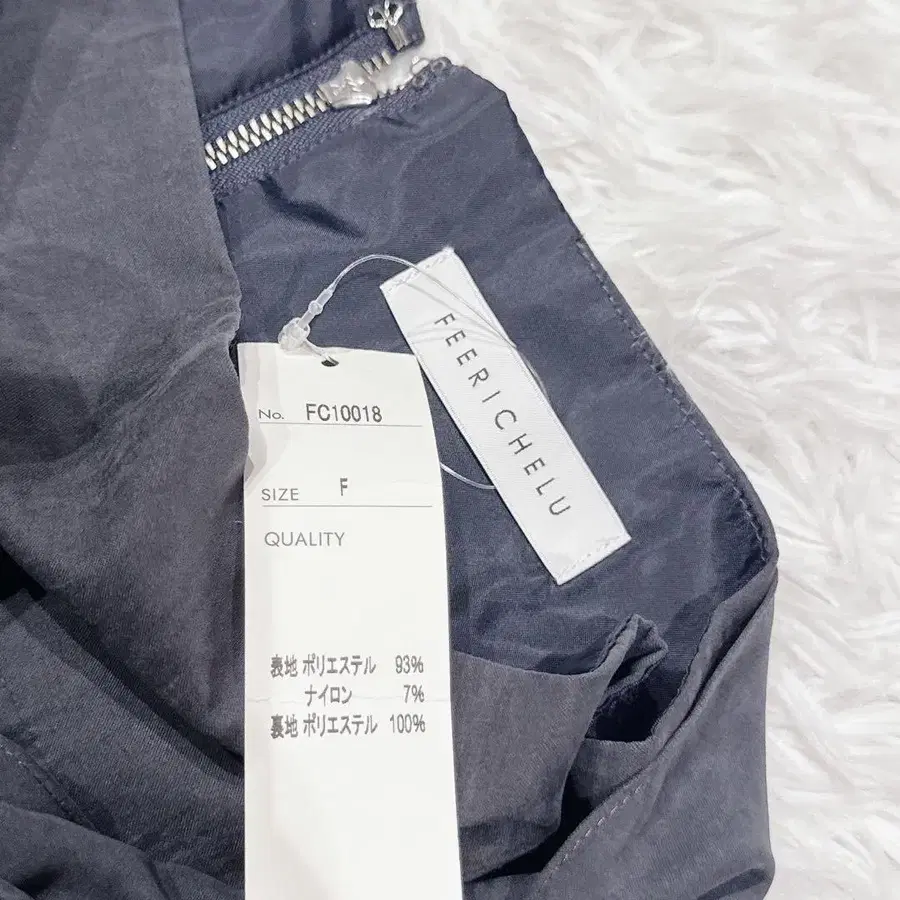 FEERICHELU
No. FC10018
SIZE F
QUALITY
表地 ポリエステル 93%
ナイロン 7%
裏地 ポリエステル 100%